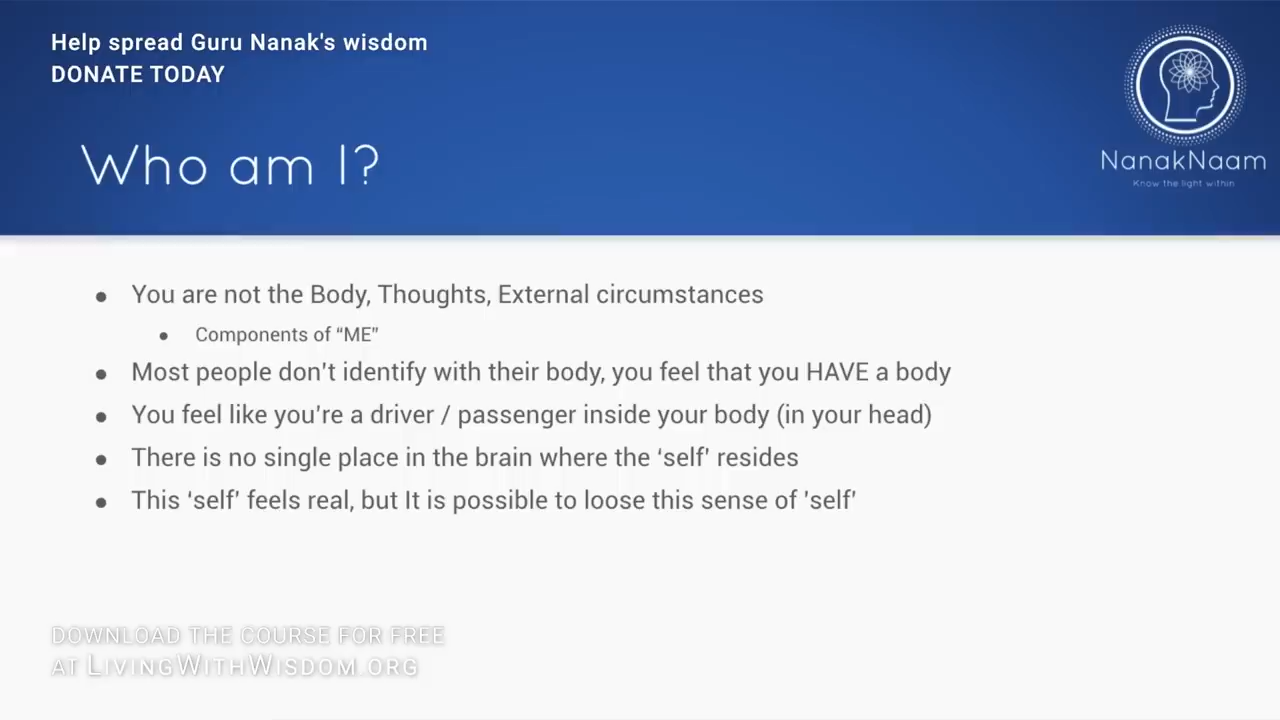 Help spread Guru Nanak's wisdom
DONATE TODAY
Who am I?
NanakNaam
Know the light within
● You are not the Body, Thoughts, External circumstances
● Components of “ME”
● Most people don't identify with their body, you feel that you HAVE a body
● You feel like you're a driver / passenger inside your body (in your head)
● There is no single place in the brain where the ‘self’ resides
● This ‘self’ feels real, but It is possible to loose this sense of 'self'
DOWNLOAD THE COURSE FOR FREE
AT LIVINGWITHWISDOM.ORG